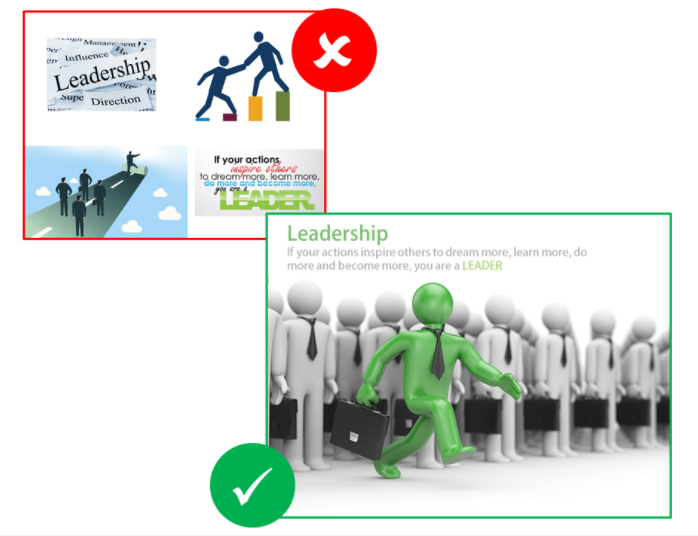 Influence
Leadership
Direction
If your actions
inspire others
to dream more, learn more,
do more and become more,
you are a
LEADER.
Leadership
If your actions inspire others to dream more, learn more, do
more and become more, you are a LEADER